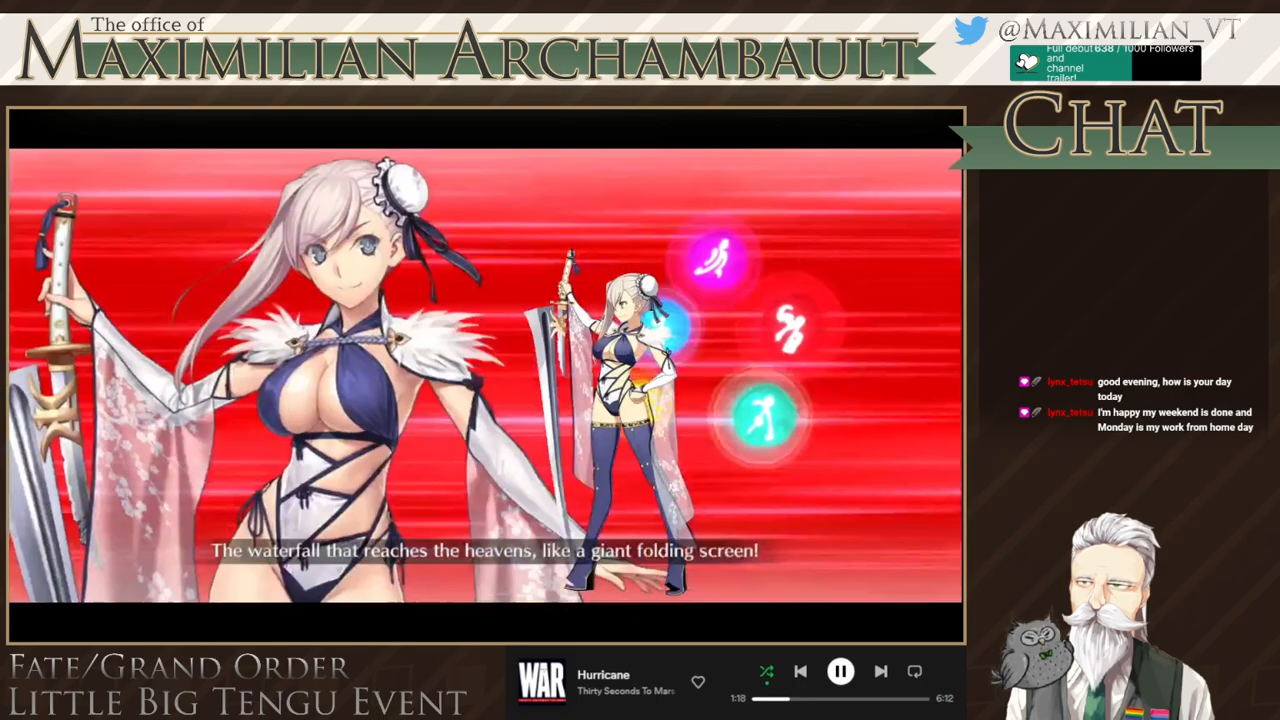 The office of
MAXIMILIAN ARCHAMBAULT
@MAXIMILIAN_VT
Full debut 638 / 1000 Followers
and
channel
trailer!
CHAT
lynx_tetsu good evening, how is your day
today
lynx_tetsu I'm happy my weekend is done and
Monday is my work from home day
The waterfall that reaches the heavens, like a giant folding screen!
FATE/GRAND ORDER
LITTLE BIG TENGU EVENT
WAR
Hurricane
Thirty Seconds To Mars
1:18
6:12